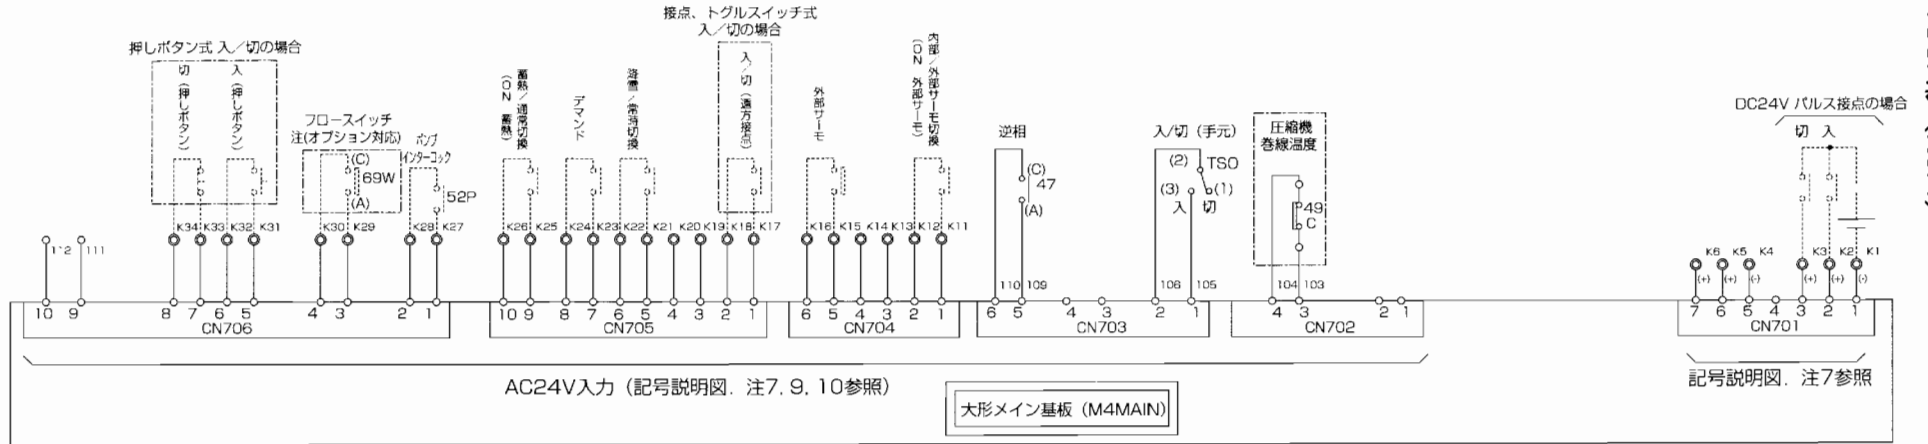 接点、トグルスイッチ式
入/切の場合
押しボタン式 入/切の場合
切(押しボタン)
入(押しボタン)
フロースイッチ
注(オプション対応)
(C)
69W
(A)
ポンプ
インターロック
52P
蓄熱/通常切換
(ON 蓄熱)
デマンド
降雪/常時切換
入/切(遠方接点)
外部サーモ
内部/外部サーモ切換
(ON 外部サーモ)
逆相
(C)
47
(A)
入/切(手元)
(2) TSO
(3) (1)
入 切
圧縮機
巻線温度
49
C
DC24V パルス接点の場合
切 入
112 111
K34 K33 K32 K31 K30 K29 K28 K27
K26 K25 K24 K23 K22 K21 K20 K19 K18 K17
K16 K15 K14 K13 K12 K11
110 109
106 105
104 103
K6 K5 K4 K3 K2 K1
(+) (+) (-) (+) (+) (-)
10 9 8 7 6 5 4 3 2 1
CN706
10 9 8 7 6 5 4 3 2 1
CN705
6 5 4 3 2 1
CN704
6 5 4 3 2 1
CN703
4 3 2 1
CN702
7 6 5 4 3 2 1
CN701
AC24V入力(記号説明図. 注7, 9, 10参照)
記号説明図. 注7参照
大形メイン基板(M4MAIN)